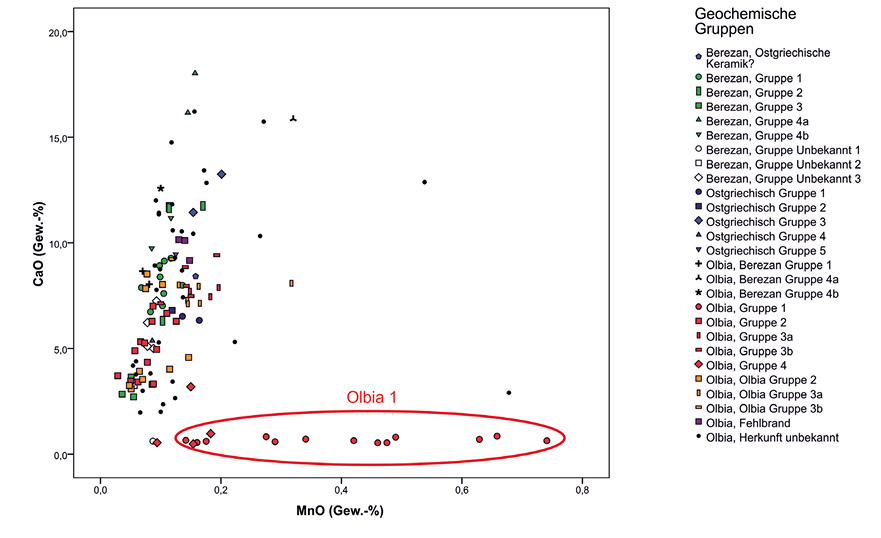 20,0
15,0
10,0
5,0
0,0
CaO (Gew.-%)
0,0
0,2
0,4
0,6
0,8
MnO (Gew.-%)
Olbia 1
Geochemische
Gruppen
Berezan, Ostgriechische
Keramik?
Berezan, Gruppe 1
Berezan, Gruppe 2
Berezan, Gruppe 3
Berezan, Gruppe 4a
Berezan, Gruppe 4b
Berezan, Gruppe Unbekannt 1
Berezan, Gruppe Unbekannt 2
Berezan, Gruppe Unbekannt 3
Ostgriechisch Gruppe 1
Ostgriechisch Gruppe 2
Ostgriechisch Gruppe 3
Ostgriechisch Gruppe 4
Ostgriechisch Gruppe 5
Olbia, Berezan Gruppe 1
Olbia, Berezan Gruppe 4a
Olbia, Berezan Gruppe 4b
Olbia, Gruppe 1
Olbia, Gruppe 2
Olbia, Gruppe 3a
Olbia, Gruppe 3b
Olbia, Gruppe 4
Olbia, Olbia Gruppe 2
Olbia, Olbia Gruppe 3a
Olbia, Olbia Gruppe 3b
Olbia, Fehlbrand
Olbia, Herkunft unbekannt